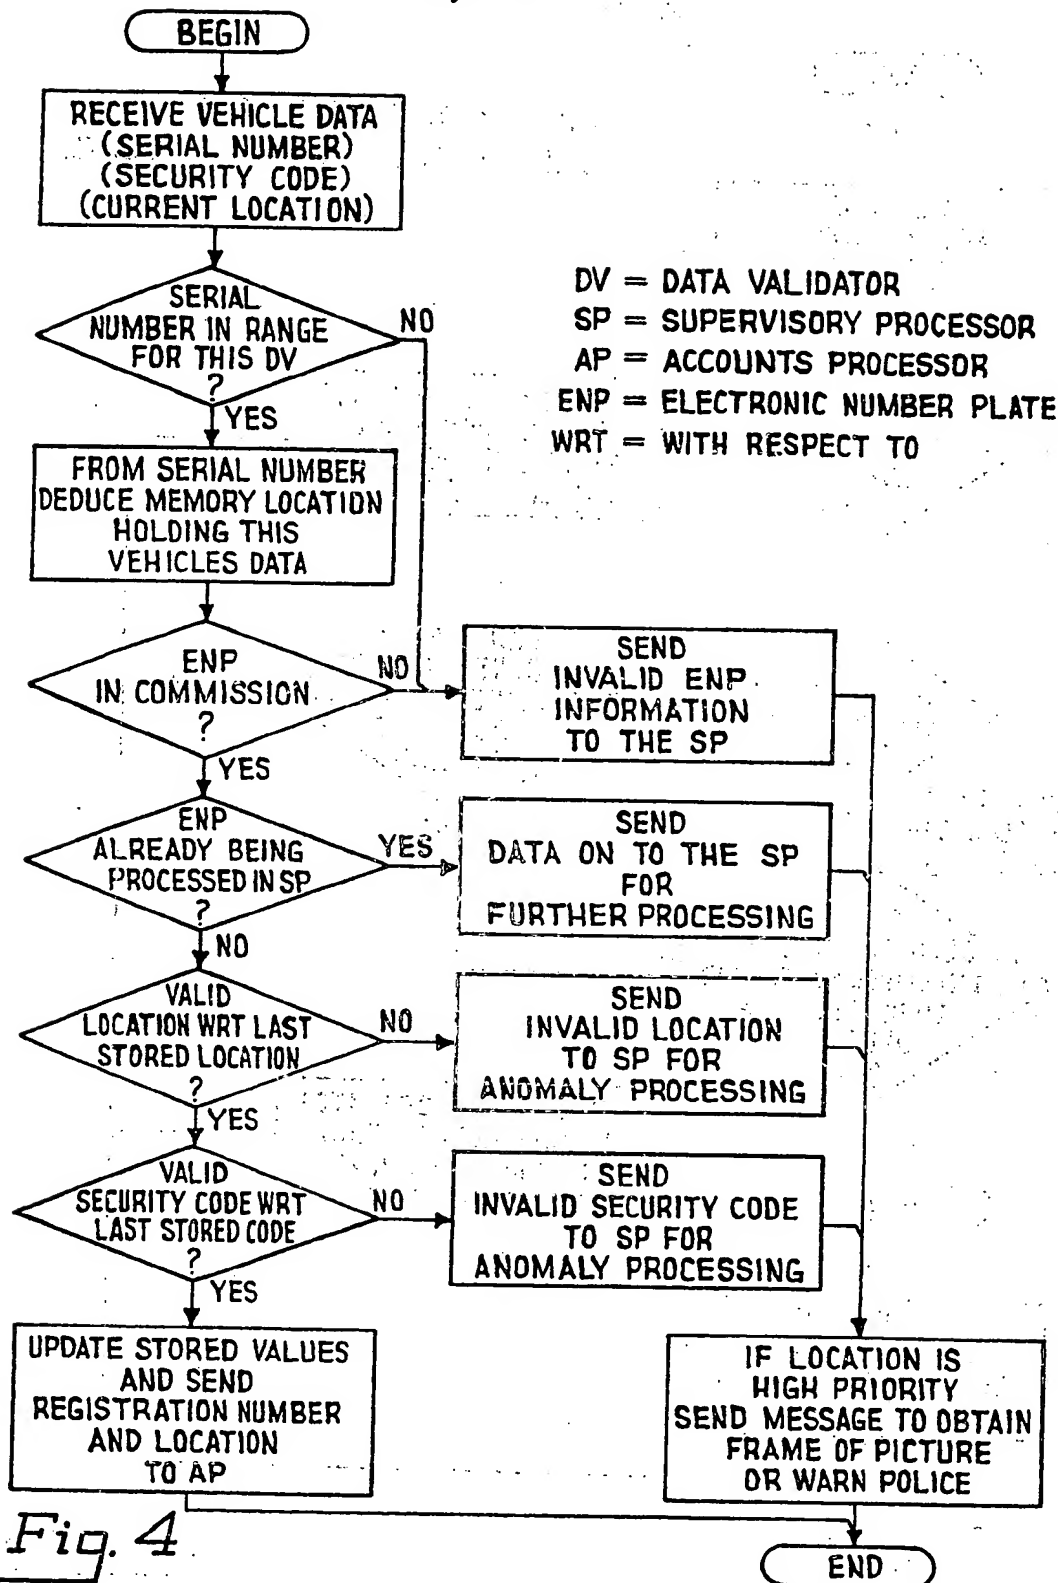 BEGIN
RECEIVE VEHICLE DATA
(SERIAL NUMBER)
(SECURITY CODE)
(CURRENT LOCATION)
SERIAL
NUMBER IN RANGE
FOR THIS DV
?
NO
YES
DV = DATA VALIDATOR
SP = SUPERVISORY PROCESSOR
AP = ACCOUNTS PROCESSOR
ENP = ELECTRONIC NUMBER PLATE
WRT = WITH RESPECT TO
FROM SERIAL NUMBER
DEDUCE MEMORY LOCATION
HOLDING THIS
VEHICLES DATA
ENP
IN COMMISSION
?
NO
YES
SEND
INVALID ENP
INFORMATION
TO THE SP
ENP
ALREADY BEING
PROCESSED IN SP
?
YES
NO
SEND
DATA ON TO THE SP
FOR
FURTHER PROCESSING
VALID
LOCATION WRT LAST
STORED LOCATION
?
NO
YES
SEND
INVALID LOCATION
TO SP FOR
ANOMALY PROCESSING
VALID
SECURITY CODE WRT
LAST STORED CODE
?
NO
YES
SEND
INVALID SECURITY CODE
TO SP FOR
ANOMALY PROCESSING
UPDATE STORED VALUES
AND SEND
REGISTRATION NUMBER
AND LOCATION
TO AP
IF LOCATION IS
HIGH PRIORITY
SEND MESSAGE TO OBTAIN
FRAME OF PICTURE
OR WARN POLICE
Fig. 4
END